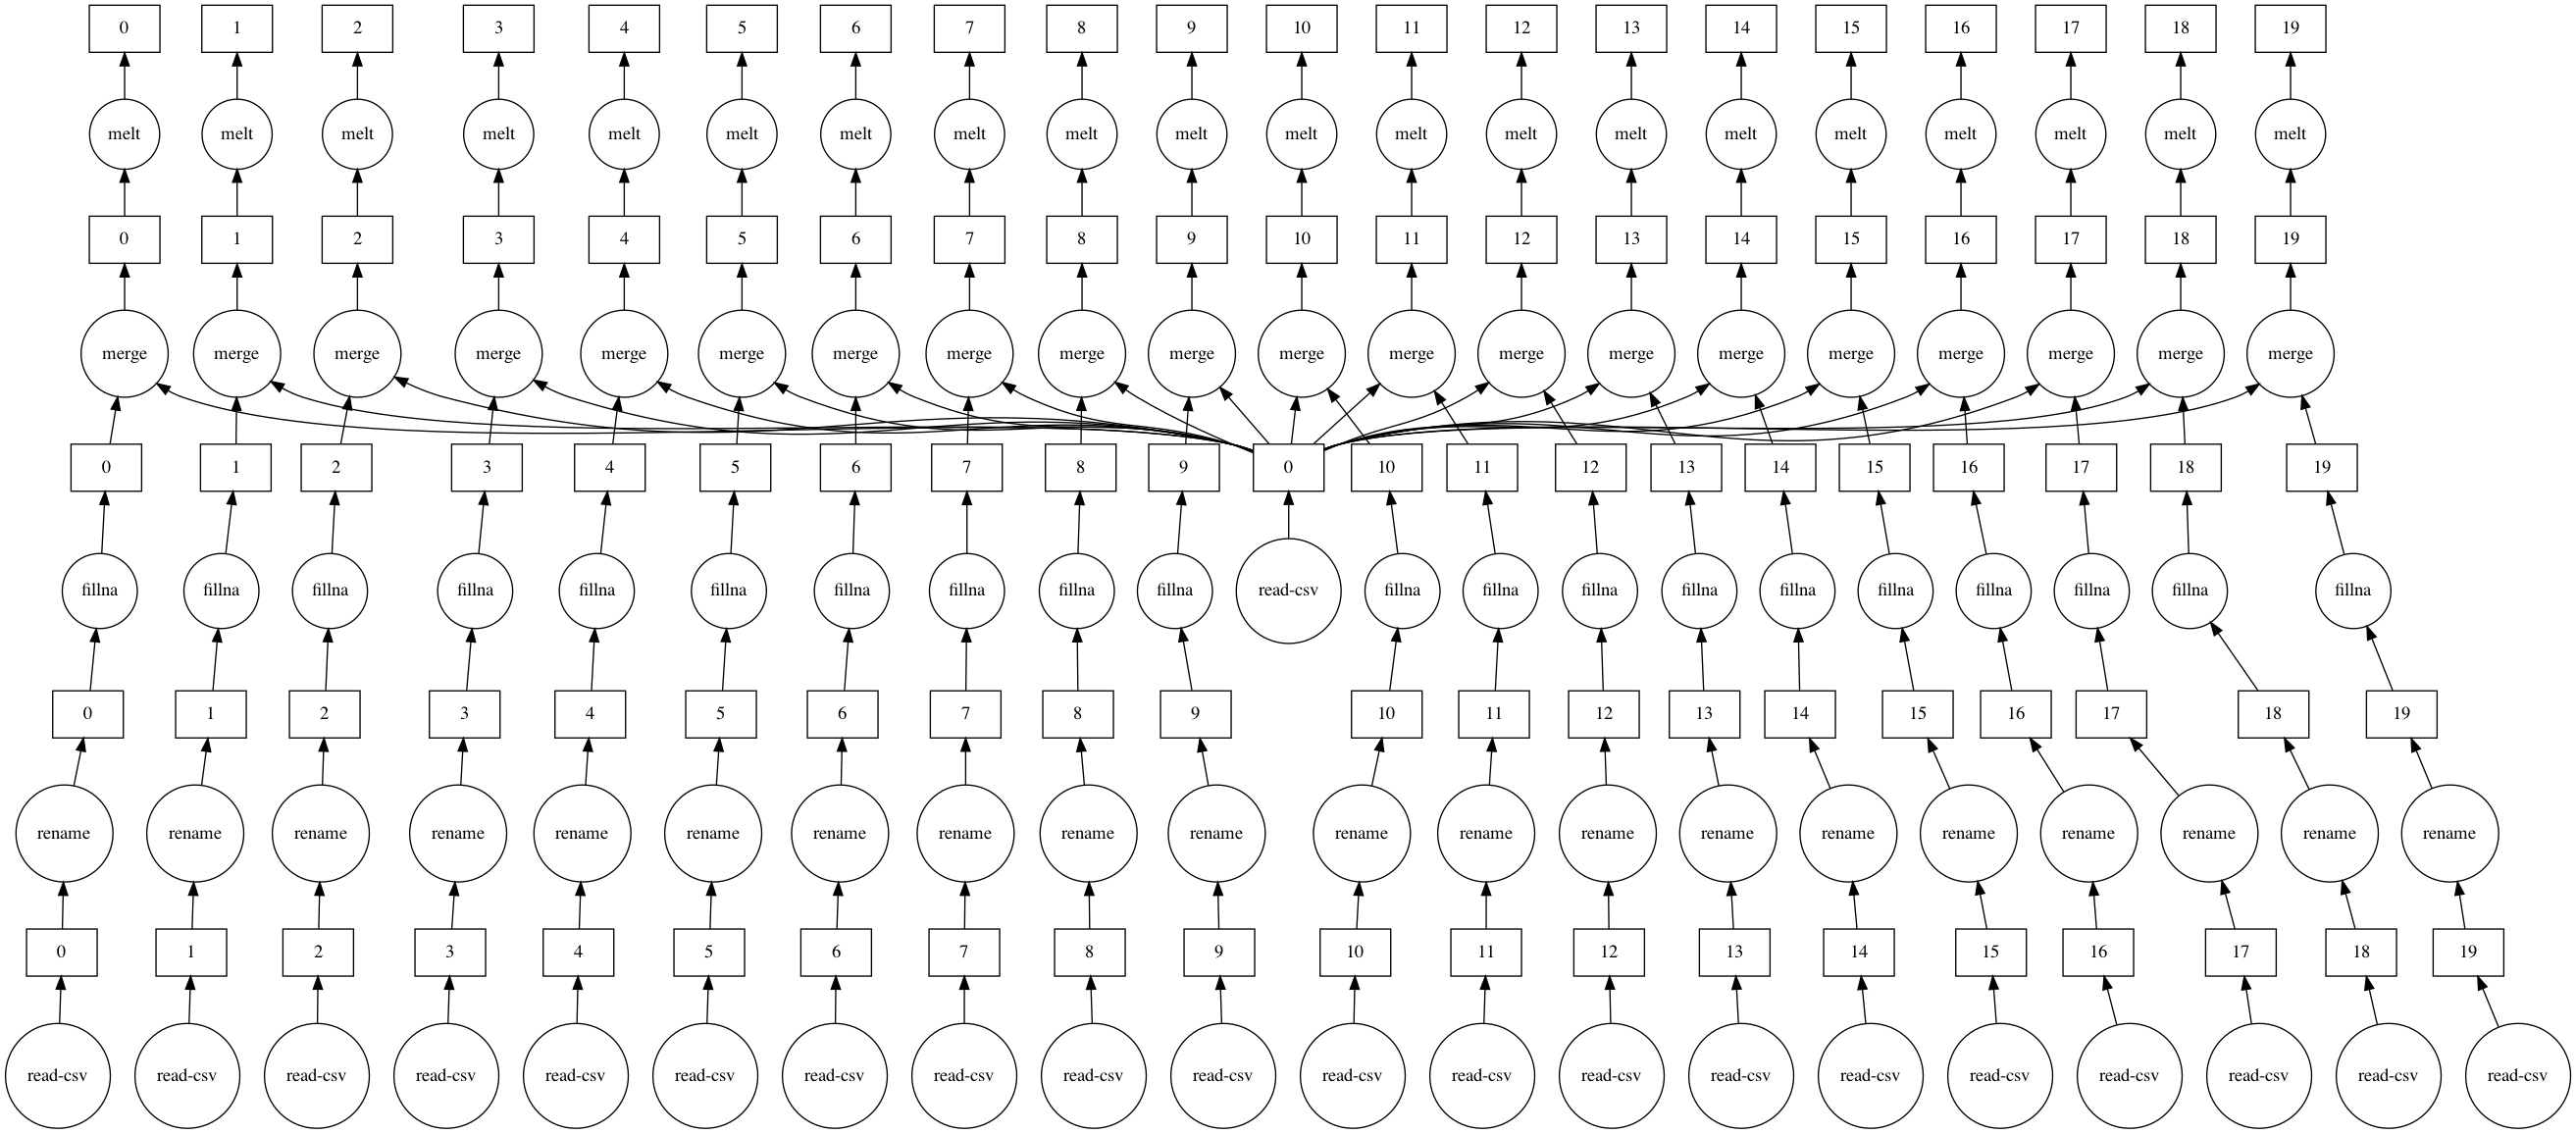 0 1 2 3 4 5 6 7 8 9 10 11 12 13 14 15 16 17 18 19
melt melt melt melt melt melt melt melt melt melt melt melt melt melt melt melt melt melt melt melt
0 1 2 3 4 5 6 7 8 9 10 11 12 13 14 15 16 17 18 19
merge merge merge merge merge merge merge merge merge merge merge merge merge merge merge merge merge merge merge merge
0 1 2 3 4 5 6 7 8 9 0 10 11 12 13 14 15 16 17 18 19
fillna fillna fillna fillna fillna fillna fillna fillna fillna fillna read-csv fillna fillna fillna fillna fillna fillna fillna fillna fillna fillna
0 1 2 3 4 5 6 7 8 9 10 11 12 13 14 15 16 17 18 19
rename rename rename rename rename rename rename rename rename rename rename rename rename rename rename rename rename rename rename rename
0 1 2 3 4 5 6 7 8 9 10 11 12 13 14 15 16 17 18 19
read-csv read-csv read-csv read-csv read-csv read-csv read-csv read-csv read-csv read-csv read-csv read-csv read-csv read-csv read-csv read-csv read-csv read-csv read-csv read-csv